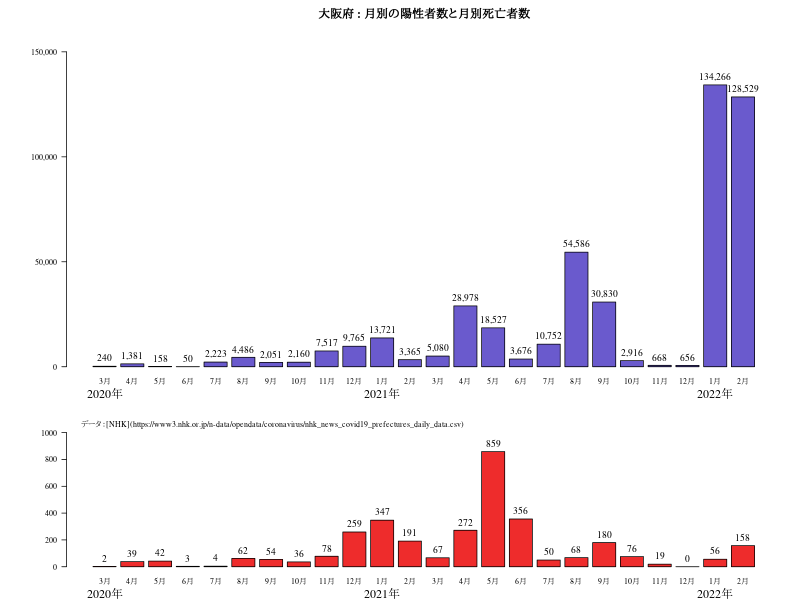 大阪府 : 月別の陽性者数と月別死亡者数
150,000
100,000
50,000
0
240 1,381 158 50 2,223 4,486 2,051 2,160 7,517 9,765 13,721 3,365 5,080 28,978 18,527 3,676 10,752 54,586 30,830 2,916 668 656 134,266 128,529
3月 4月 5月 6月 7月 8月 9月 10月 11月 12月 1月 2月 3月 4月 5月 6月 7月 8月 9月 10月 11月 12月 1月 2月
2020年 2021年 2022年
データ:[NHK](https://www3.nhk.or.jp/n-data/opendata/coronavirus/nhk_news_covid19_prefectures_daily_data.csv)
1000
800
600
400
200
0
2 39 42 3 4 62 54 36 78 259 347 191 67 272 859 356 50 68 180 76 19 0 56 158
3月 4月 5月 6月 7月 8月 9月 10月 11月 12月 1月 2月 3月 4月 5月 6月 7月 8月 9月 10月 11月 12月 1月 2月
2020年 2021年 2022年